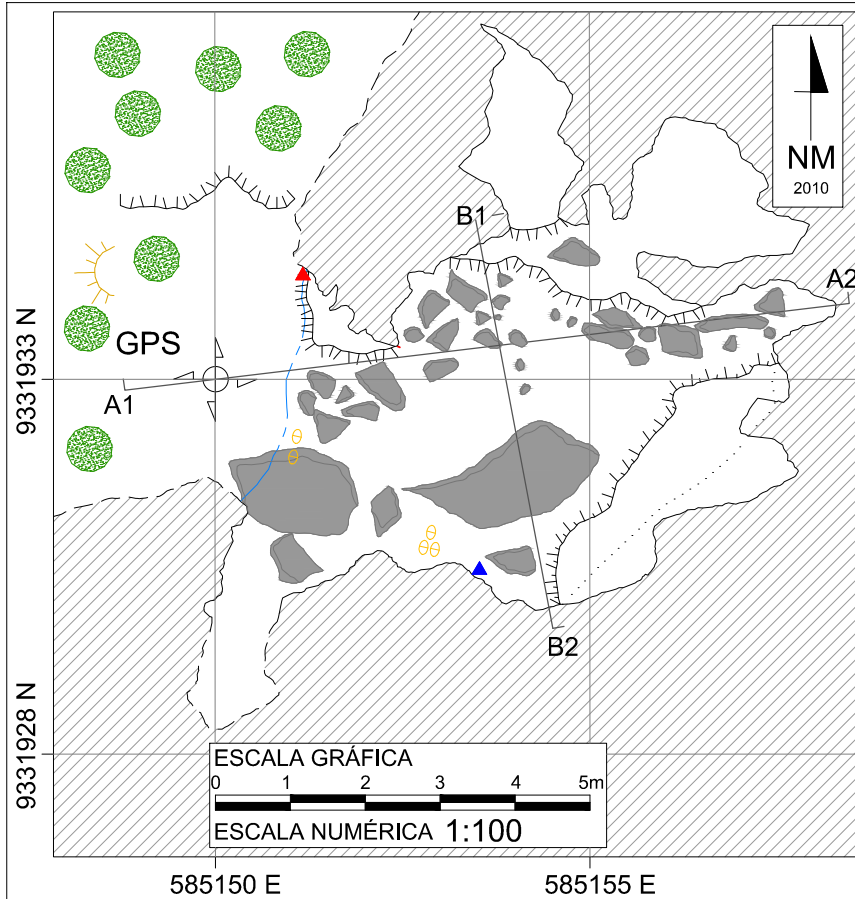 NM
2010
B1
A2
GPS
A1
9331933 N
B2
9331928 N
ESCALA GRÁFICA
0 1 2 3 4 5m
ESCALA NUMÉRICA 1:100
585150 E 585155 E